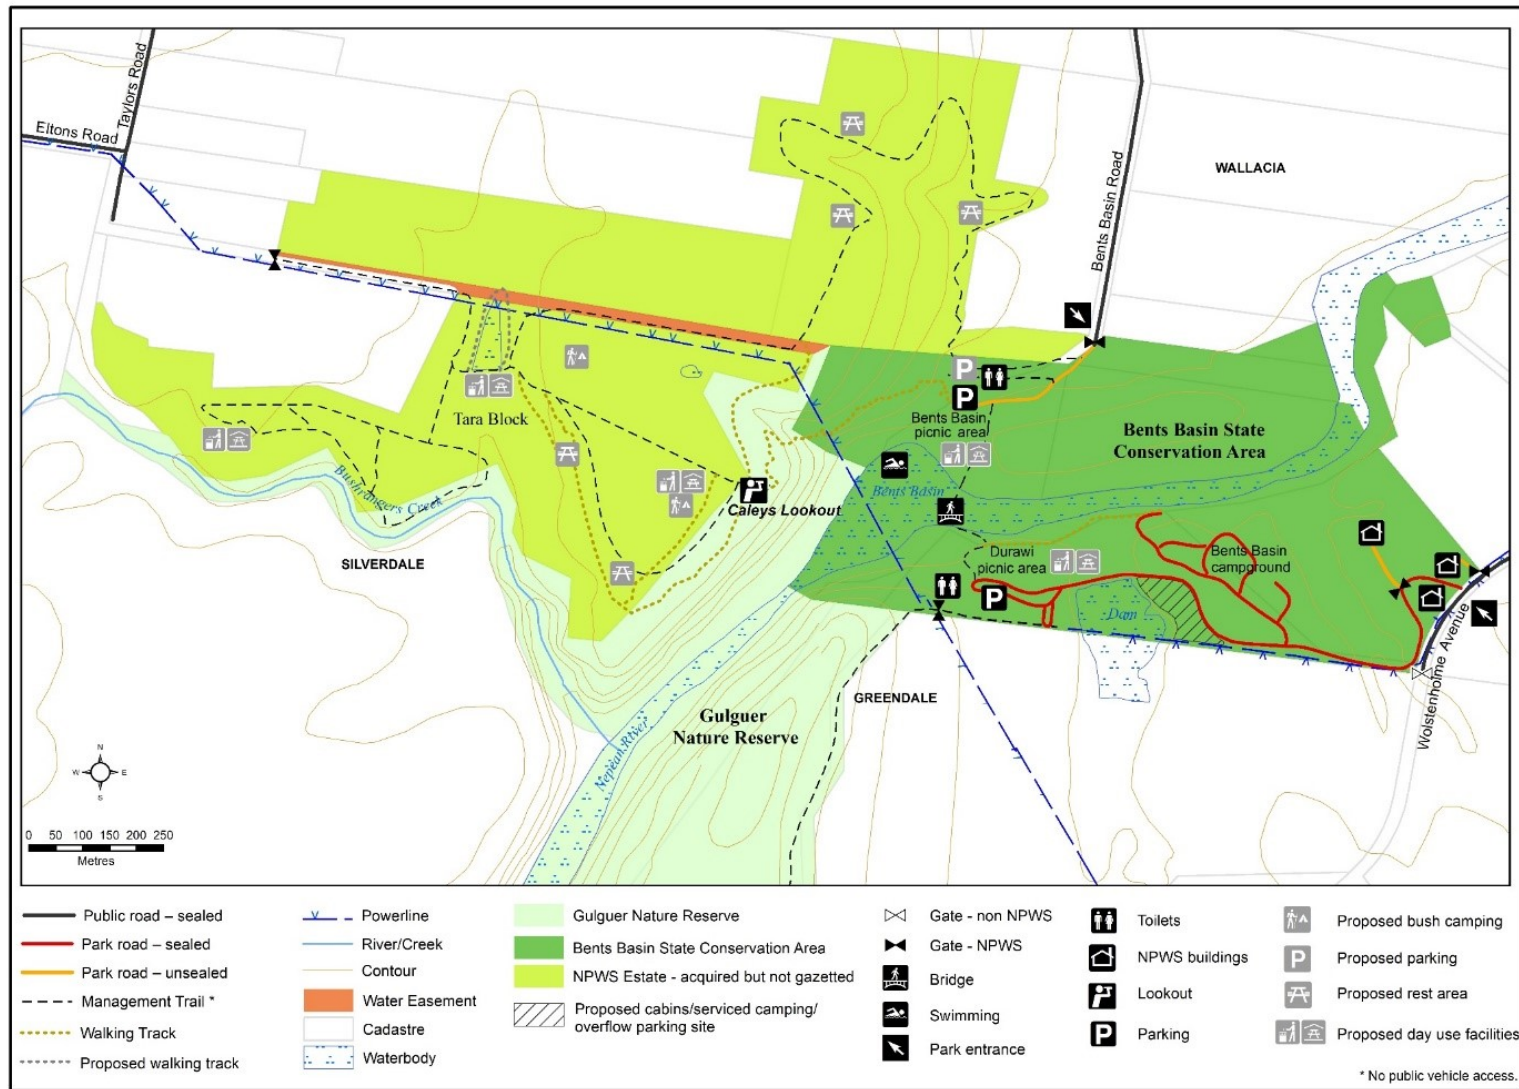 Taylors Road
Eltons Road
Bents Basin Road
WALLACIA
Tara Block
Bents Basin
picnic area
Bents Basin State
Conservation Area
Bushrangers Creek
Bents Basin
Caleys Lookout
SILVERDALE
Durawi
picnic area
Bents Basin
campground
Dam
Wolstenholme Avenue
GREENDALE
Gulguer
Nature Reserve
Nepean River
N
W E
S
0 50 100 150 200 250
Metres
P
P
P
Public road – sealed
Park road – sealed
Park road – unsealed
Management Trail *
Walking Track
Proposed walking track
Powerline
River/Creek
Contour
Water Easement
Cadastre
Waterbody
Gulguer Nature Reserve
Bents Basin State Conservation Area
NPWS Estate - acquired but not gazetted
Proposed cabins/serviced camping/
overflow parking site
Gate - non NPWS
Gate - NPWS
Bridge
Swimming
Park entrance
Toilets
NPWS buildings
Lookout
P Parking
Proposed bush camping
P Proposed parking
Proposed rest area
Proposed day use facilities
* No public vehicle access.